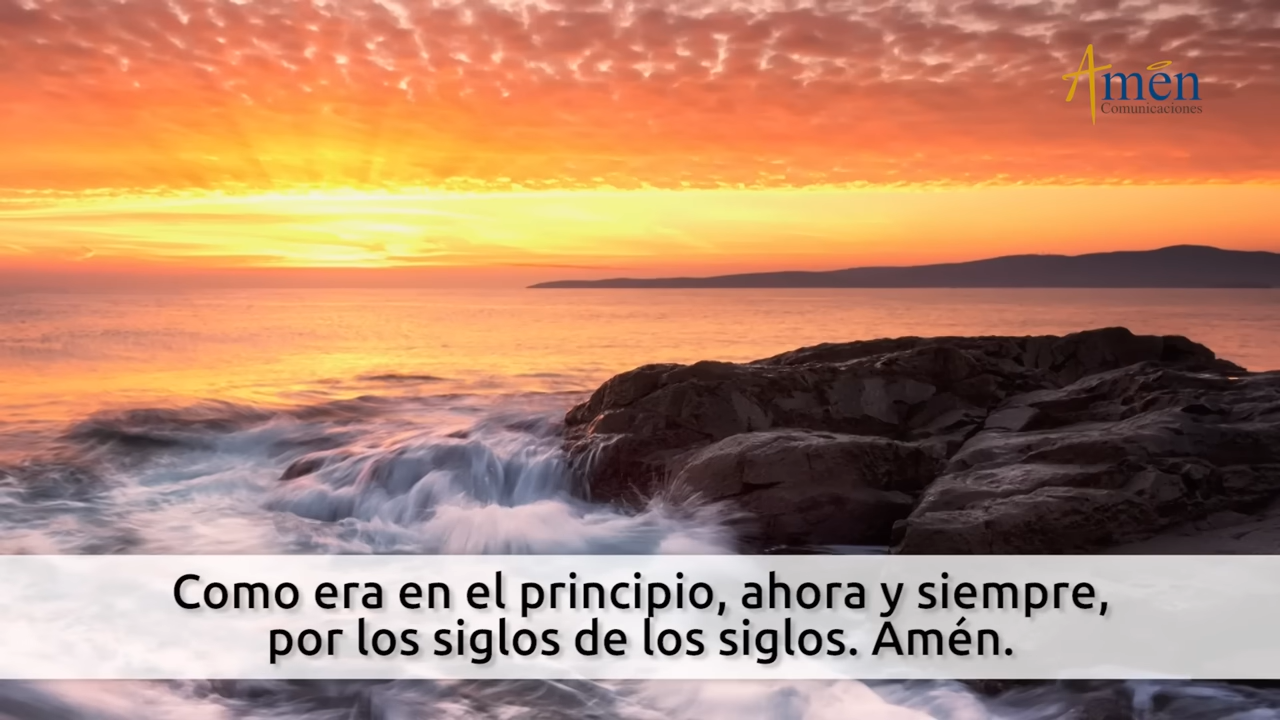 Amén
Comunicaciones
Como era en el principio, ahora y siempre,
por los siglos de los siglos. Amén.